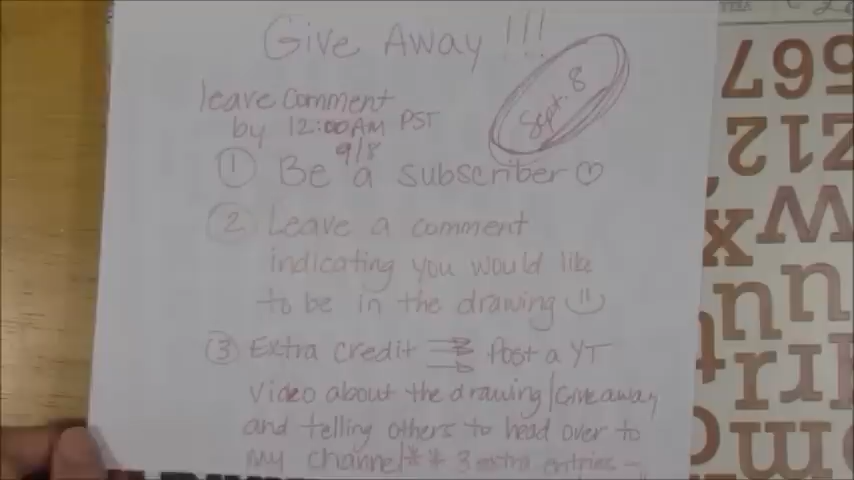 Give Away !!!
Sept. 8
leave comment
by 12:00AM PST
9/8
① Be a subscriber ♡
② Leave a comment
indicating you would like
to be in the drawing
③ Extra credit Post a YT
video about the drawing/Giveaway
and telling others to head over to
my channel ** 3 extra entries -